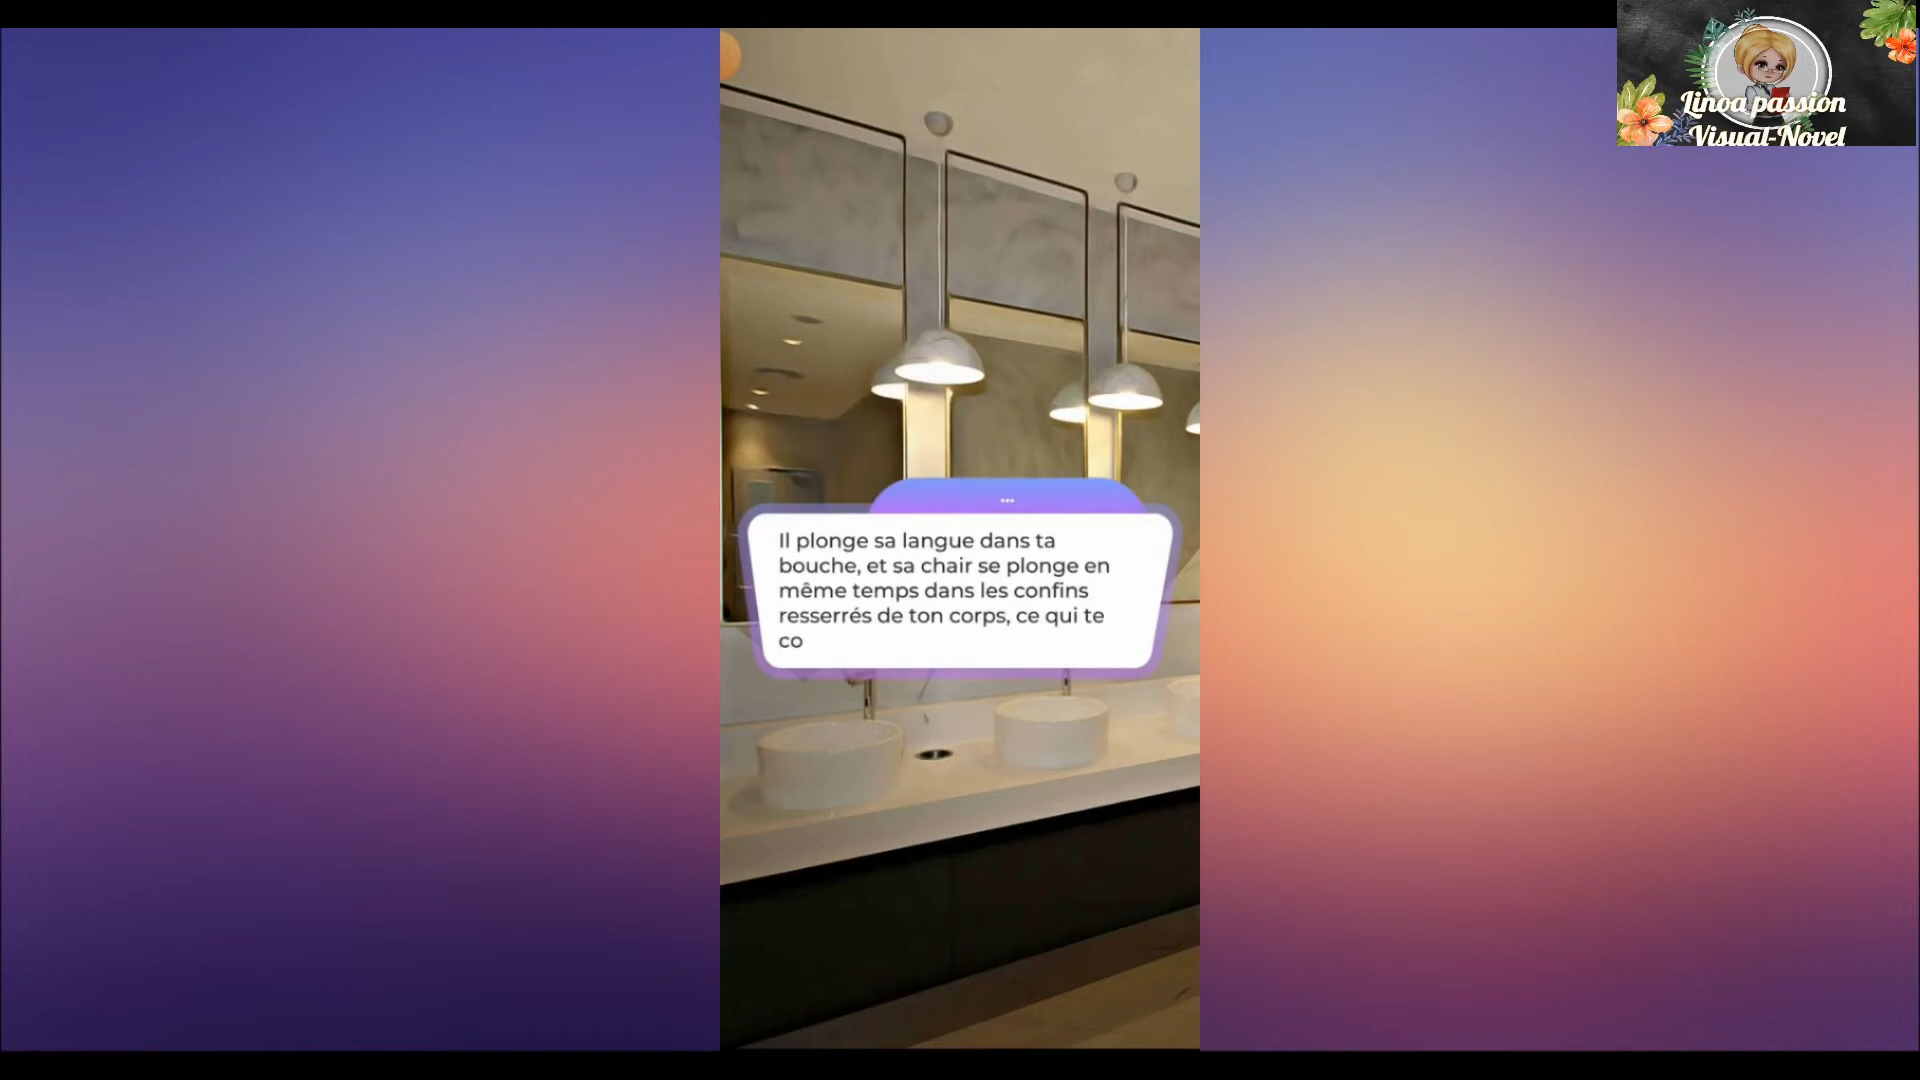 Linoa passion
Visual-Novel
...
Il plonge sa langue dans ta
bouche, et sa chair se plonge en
même temps dans les confins
resserrés de ton corps, ce qui te
co